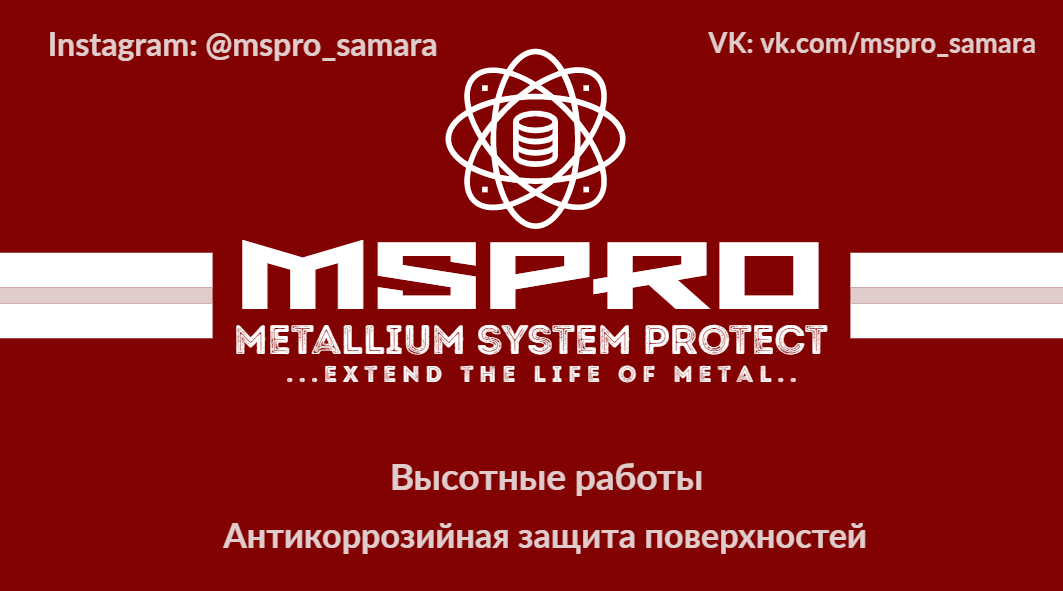 Instagram: @mspro_samara
VK: vk.com/mspro_samara
MSPRO
METALLIUM SYSTEM PROTECT
...EXTEND THE LIFE OF METAL..
Высотные работы
Антикоррозийная защита поверхностей